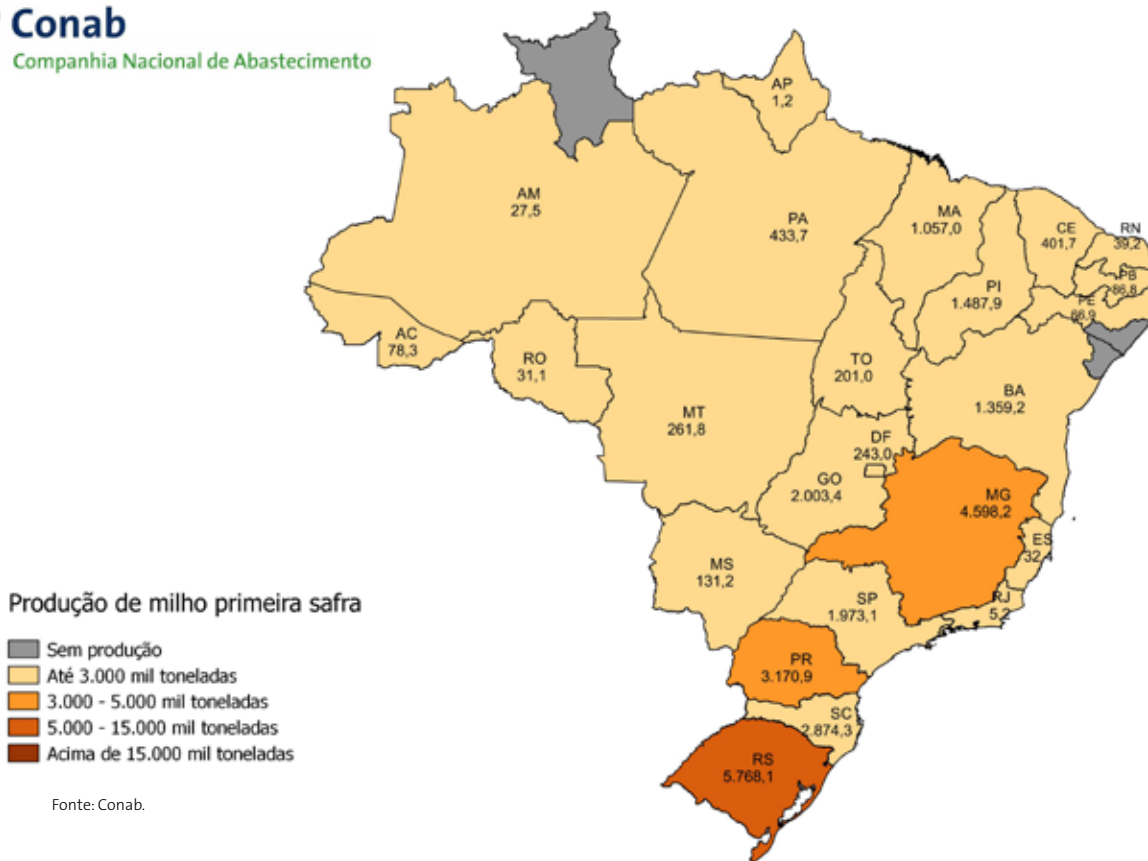 Conab
Companhia Nacional de Abastecimento
AP
1,2
AM
27,5
PA
433,7
MA
1.057,0
CE
401,7
RN
39,2
PB
86,8
PI
1.487,9
PE
66,9
AC
78,3
RO
31,1
TO
201,0
BA
1.359,2
MT
261,8
DF
243,0
GO
2.003,4
MG
4.598,2
ES
MS
131,2
SP
1.973,1
RJ
5,2
PR
3.170,9
SC
2.874,3
RS
5.768,1
Produção de milho primeira safra
Sem produção
Até 3.000 mil toneladas
3.000 - 5.000 mil toneladas
5.000 - 15.000 mil toneladas
Acima de 15.000 mil toneladas
Fonte: Conab.